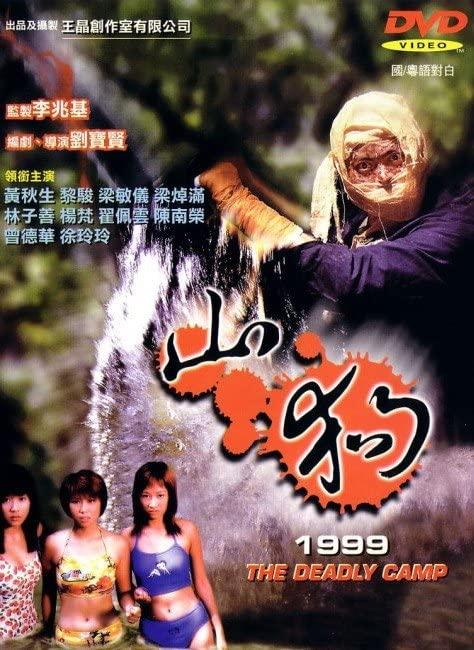 出品及攝製 王晶創作室有限公司
DVD
VIDEO
TM
國/粵語對白
監製 李兆基
編劇、導演 劉寶賢
領銜主演
黃秋生 黎駿 梁敏儀 梁焯滿
林子善 楊梵 翟佩雲 陳南榮
曾德華 徐玲玲
山狗
1999
THE DEADLY CAMP